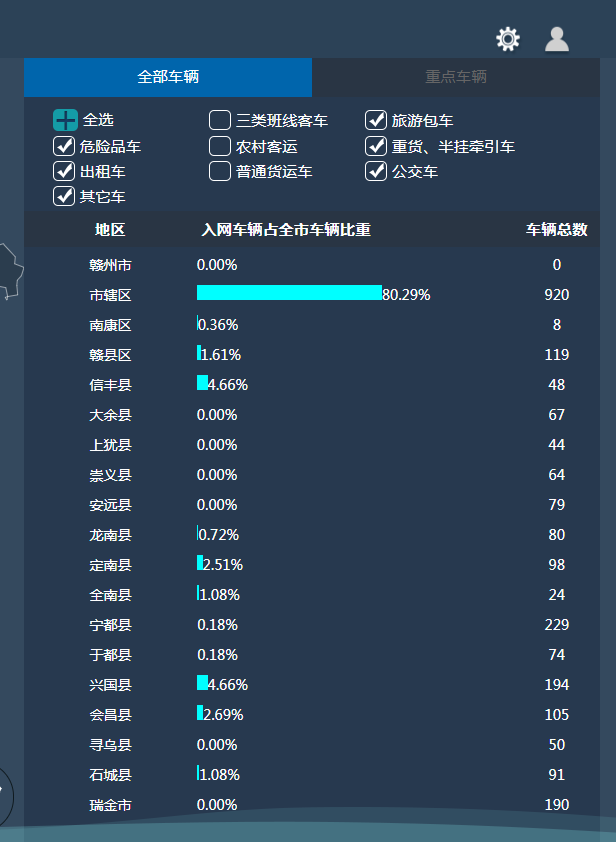 全部车辆 重点车辆
全选 三类班线客车 旅游包车
危险品车 农村客运 重货、半挂牵引车
出租车 普通货运车 公交车
其它车
地区 入网车辆占全市车辆比重 车辆总数
赣州市 0.00% 0
市辖区 80.29% 920
南康区 0.36% 8
赣县区 1.61% 119
信丰县 4.66% 48
大余县 0.00% 67
上犹县 0.00% 44
崇义县 0.00% 64
安远县 0.00% 79
龙南县 0.72% 80
定南县 2.51% 98
全南县 1.08% 24
宁都县 0.18% 229
于都县 0.18% 74
兴国县 4.66% 194
会昌县 2.69% 105
寻乌县 0.00% 50
石城县 1.08% 91
瑞金市 0.00% 190